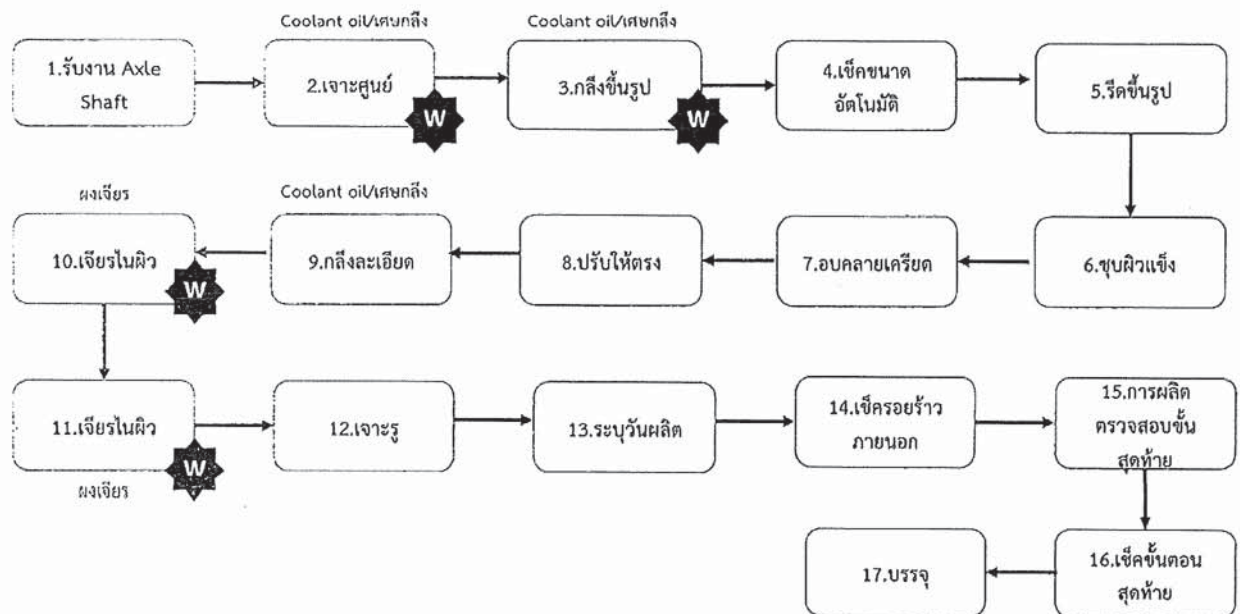 Coolant oil/เศษกลึง
Coolant oil/เศษกลึง
1.รับงาน Axle
Shaft
2.เจาะศูนย์
W
3.กลึงขึ้นรูป
W
4.เช็คขนาด
อัตโนมัติ
5.รีดขึ้นรูป
ผงเจียร
Coolant oil/เศษกลึง
10.เจียรไนผิว
W
9.กลึงละเอียด
8.ปรับให้ตรง
7.อบคลายเครียด
6.ชุบผิวแข็ง
11.เจียรไนผิว
W
ผงเจียร
12.เจาะรู
13.ระบุวันผลิต
14.เช็ครอยร้าว
ภายนอก
15.การผลิต
ตรวจสอบขั้น
สุดท้าย
17.บรรจุ
16.เช็คขั้นตอน
สุดท้าย